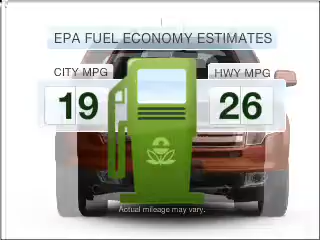 EPA FUEL ECONOMY ESTIMATES
CITY MPG
HWY MPG
19
26
Actual mileage may vary.